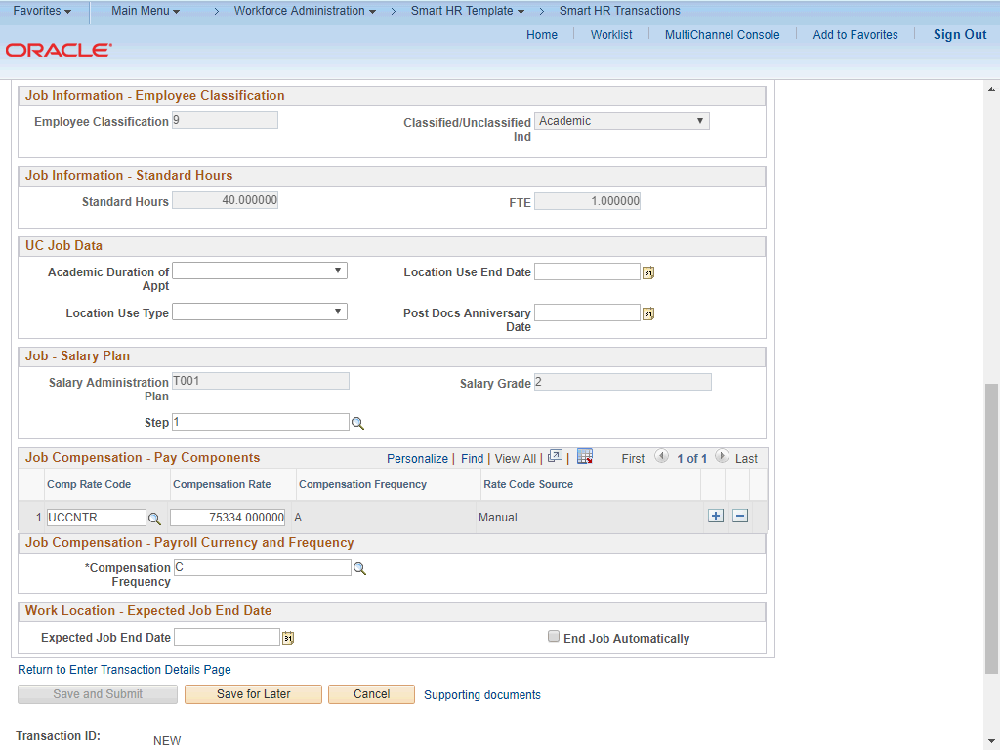 Favorites Main Menu > Workforce Administration > Smart HR Template > Smart HR Transactions
Home Worklist MultiChannel Console Add to Favorites Sign Out
ORACLE
Job Information - Employee Classification
Employee Classification 9 Classified/Unclassified Ind Academic
Job Information - Standard Hours
Standard Hours 40.000000 FTE 1.000000
UC Job Data
Academic Duration of Appt Location Use End Date 31
Location Use Type Post Docs Anniversary Date 31
Job - Salary Plan
Salary Administration Plan T001 Salary Grade 2
Step 1
Job Compensation - Pay Components Personalize | Find | View All | | First 1 of 1 Last
Comp Rate Code Compensation Rate Compensation Frequency Rate Code Source
1 UCCNTR 75334.000000 A Manual
Job Compensation - Payroll Currency and Frequency
*Compensation Frequency C
Work Location - Expected Job End Date
Expected Job End Date 31 End Job Automatically
Return to Enter Transaction Details Page
Save and Submit Save for Later Cancel Supporting documents
Transaction ID: NEW